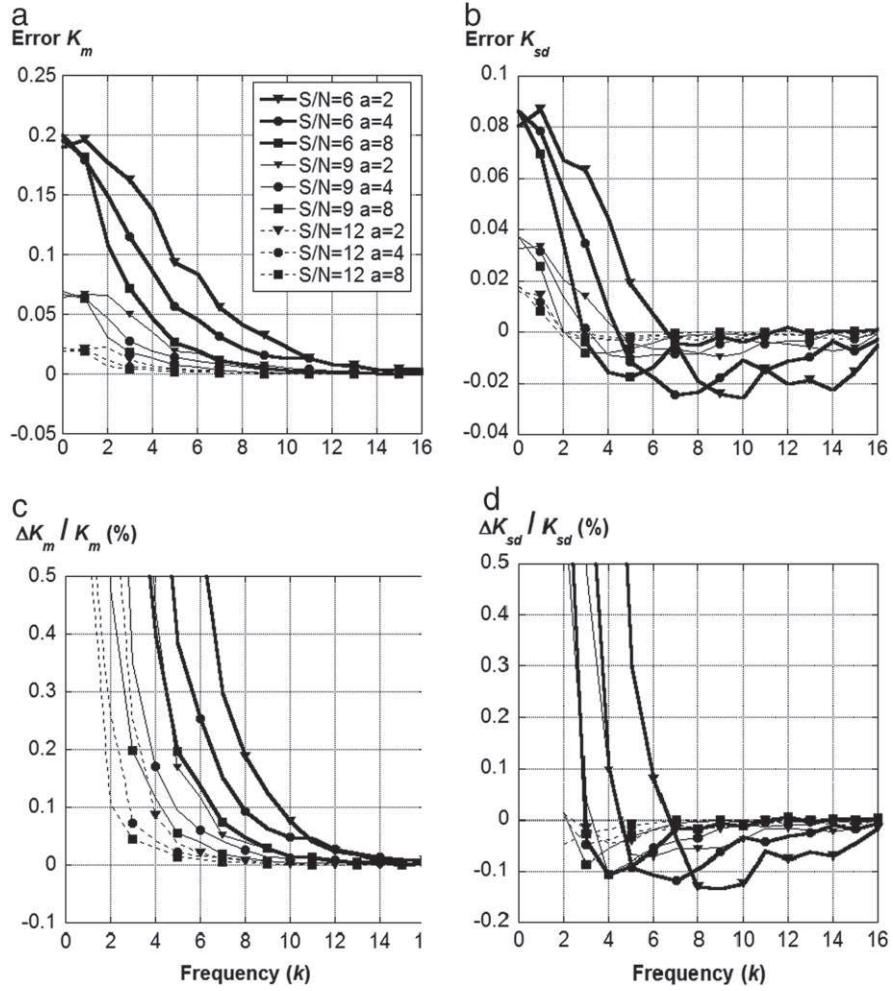 a
Error Km
0.25
0.2
0.15
0.1
0.05
0
-0.05
0 2 4 6 8 10 12 14 16
S/N=6 a=2
S/N=6 a=4
S/N=6 a=8
S/N=9 a=2
S/N=9 a=4
S/N=9 a=8
S/N=12 a=2
S/N=12 a=4
S/N=12 a=8
b
Error Ksd
0.1
0.08
0.06
0.04
0.02
0
-0.02
-0.04
0 2 4 6 8 10 12 14 16
c
ΔKm / Km (%)
0.5
0.4
0.3
0.2
0.1
0
-0.1
0 2 4 6 8 10 12 14 1
Frequency (k)
d
ΔKsd / Ksd (%)
0.5
0.4
0.3
0.2
0.1
0
-0.1
-0.2
0 2 4 6 8 10 12 14 16
Frequency (k)